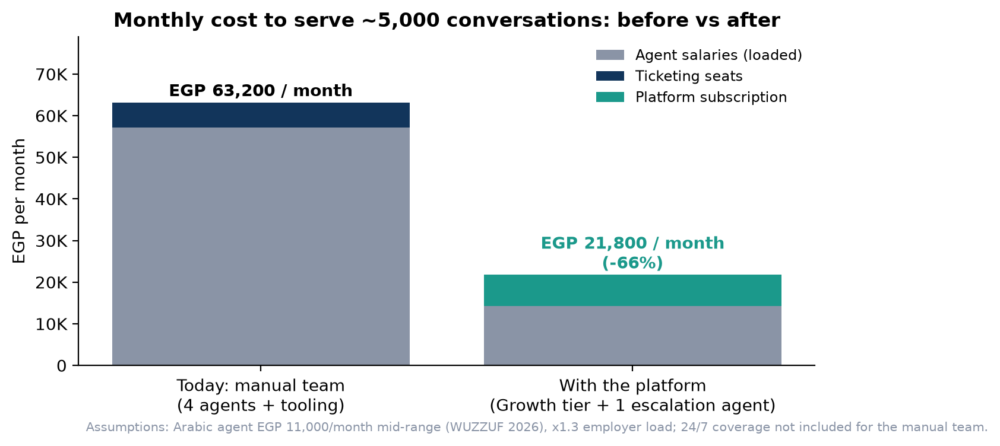 Monthly cost to serve ~5,000 conversations: before vs after
Agent salaries (loaded)
Ticketing seats
Platform subscription
EGP per month
70K
60K
50K
40K
30K
20K
10K
0
EGP 63,200 / month
EGP 21,800 / month
(-66%)
Today: manual team
(4 agents + tooling)
With the platform
(Growth tier + 1 escalation agent)
Assumptions: Arabic agent EGP 11,000/month mid-range (WUZZUF 2026), x1.3 employer load; 24/7 coverage not included for the manual team.